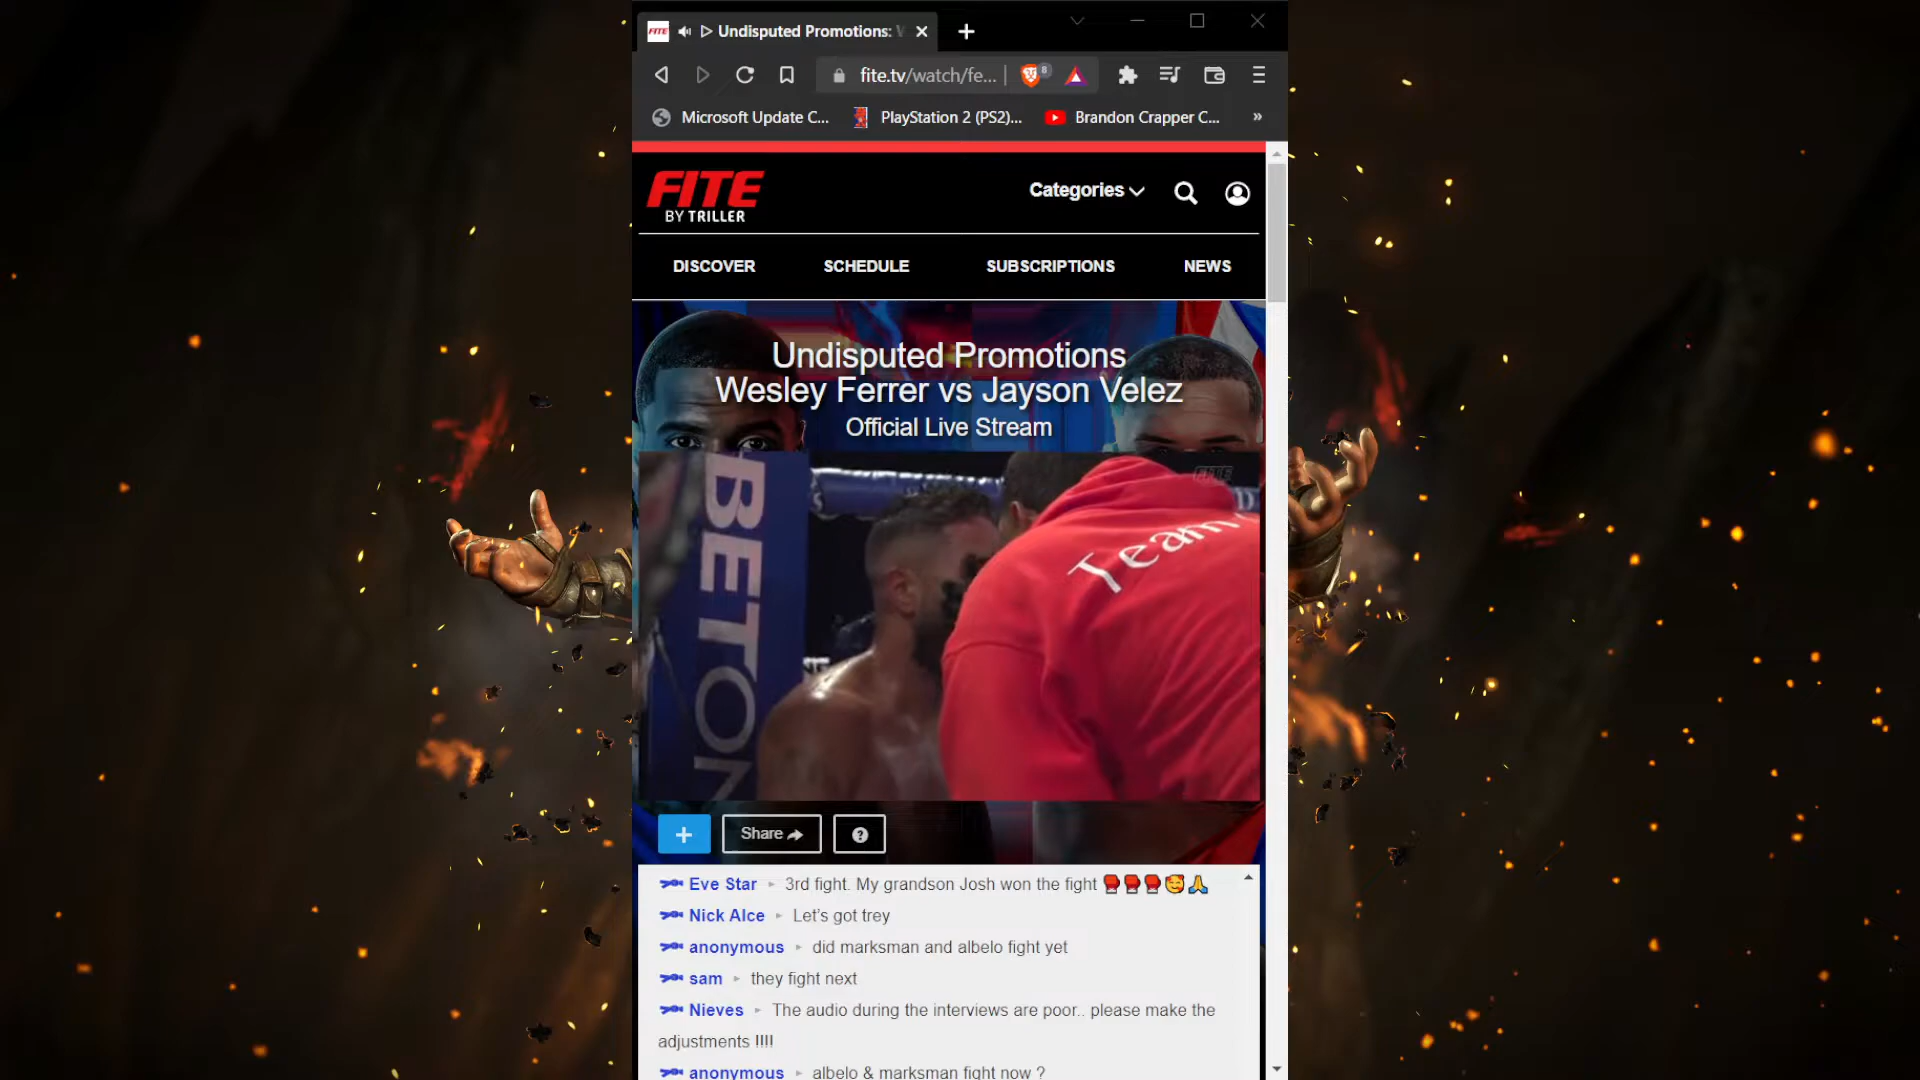 FITE
Undisputed Promotions:
fite.tv/watch/fe...
8
Microsoft Update C...
PlayStation 2 (PS2)...
Brandon Crapper C...
»
FITE
BY TRILLER
Categories
DISCOVER
SCHEDULE
SUBSCRIPTIONS
NEWS
Undisputed Promotions
Wesley Ferrer vs Jayson Velez
Official Live Stream
FITE
BETON
Team
+
Share
?
Eve Star ▸ 3rd fight. My grandson Josh won the fight 🥊🥊🥊🥰🙏
Nick Alce ▸ Let's got trey
anonymous ▸ did marksman and albelo fight yet
sam ▸ they fight next
Nieves ▸ The audio during the interviews are poor.. please make the
adjustments !!!!
anonymous ▸ albelo & marksman fight now ?